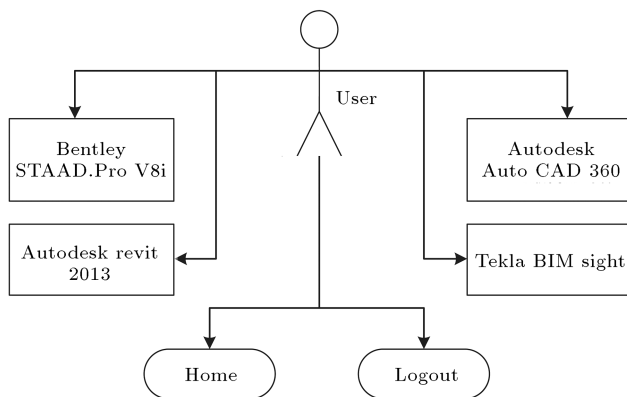 User
Bentley
STAAD.Pro V8i
Autodesk
Auto CAD 360
Autodesk revit
2013
Tekla BIM sight
Home
Logout